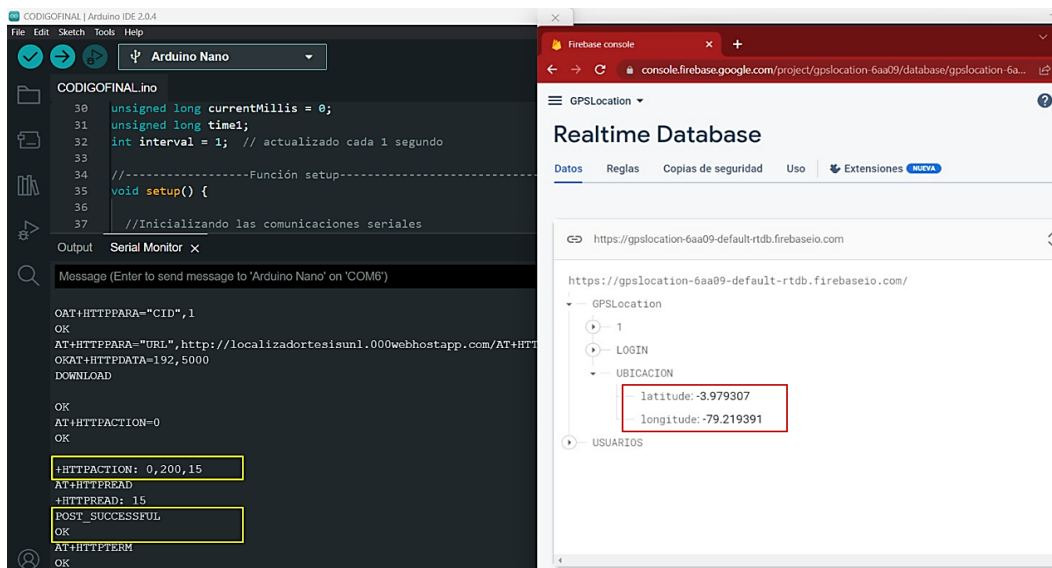 CODIGOFINAL | Arduino IDE 2.0.4
File Edit Sketch Tools Help
Arduino Nano
CODIGOFINAL.ino
30 unsigned long currentMillis = 0;
31 unsigned long time1;
32 int interval = 1; // actualizado cada 1 segundo
33
34 //------------------Función setup-----------------------------
35 void setup() {
36
37 //Inicializando las comunicaciones seriales
Output Serial Monitor ×
Message (Enter to send message to 'Arduino Nano' on 'COM6')
OAT+HTTPPARA="CID",1
OK
AT+HTTPPARA="URL",http://localizadortesisunl.000webhostapp.com/AT+HTT
OKAT+HTTPDATA=192,5000
DOWNLOAD
OK
AT+HTTPACTION=0
OK
+HTTPACTION: 0,200,15
AT+HTTPREAD
+HTTPREAD: 15
POST_SUCCESSFUL
OK
AT+HTTPTERM
OK
Firebase console × +
console.firebase.google.com/project/gpslocation-6aa09/database/gpslocation-6a...
GPSLocation
Realtime Database
Datos Reglas Copias de seguridad Uso Extensiones NUEVA
https://gpslocation-6aa09-default-rtdb.firebaseio.com
https://gpslocation-6aa09-default-rtdb.firebaseio.com/
GPSLocation
1
LOGIN
UBICACION
latitude: -3.979307
longitude: -79.219391
USUARIOS